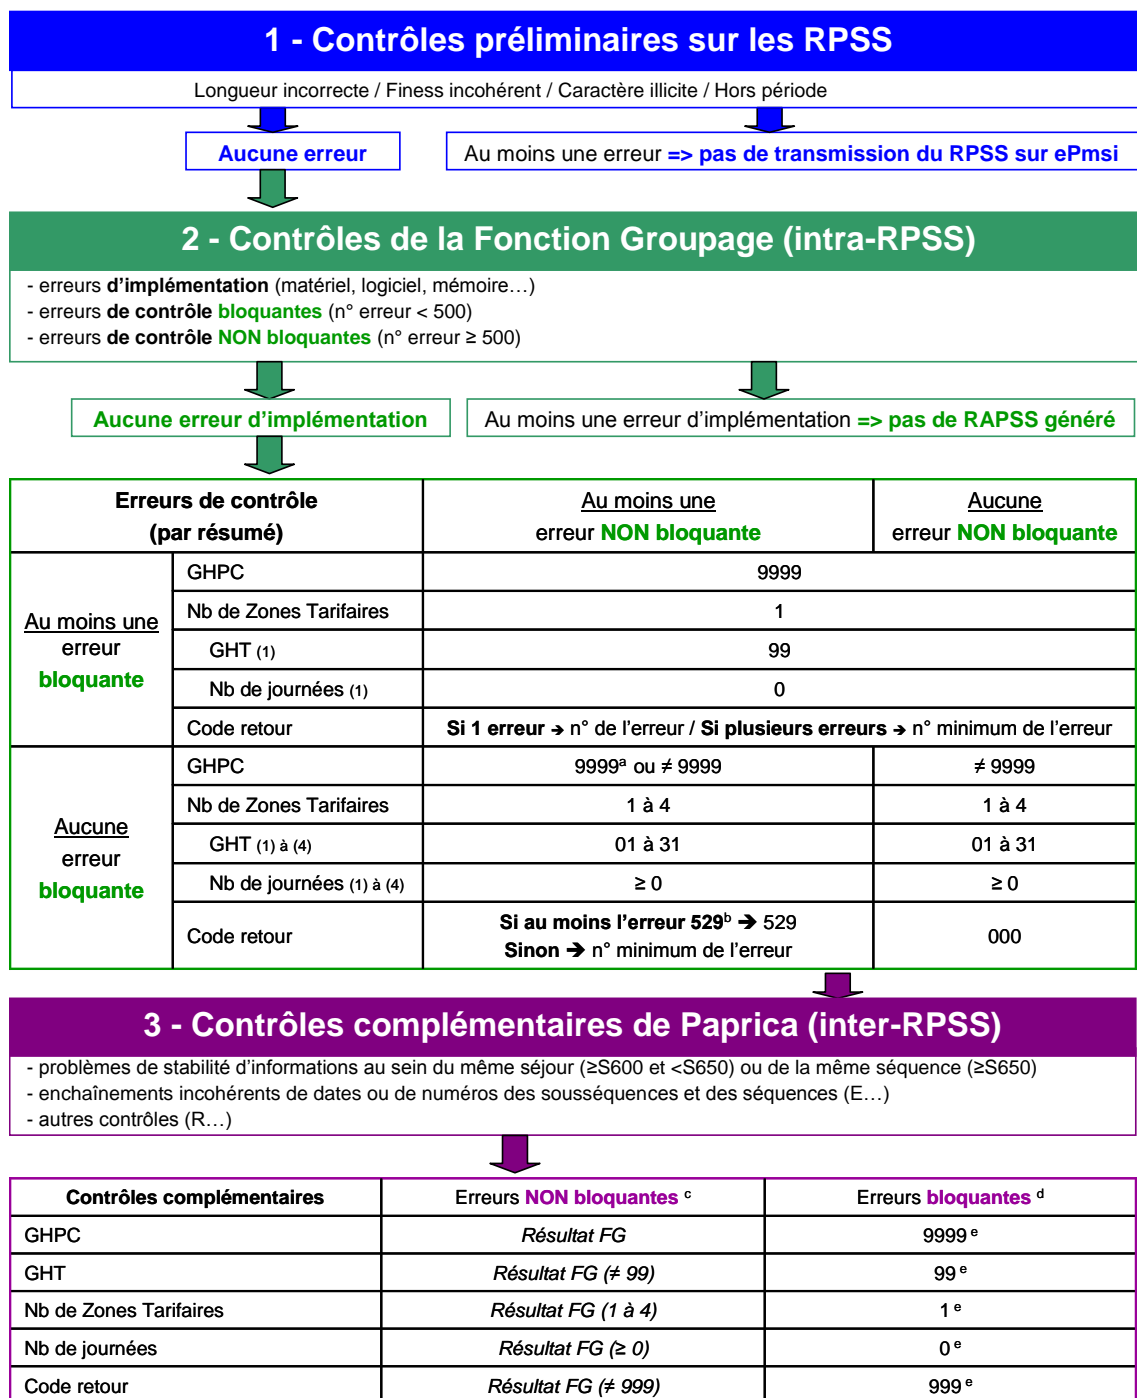 1 - Contrôles préliminaires sur les RPSS
Longueur incorrecte / Finess incohérent / Caractère illicite / Hors période
Aucune erreur
Au moins une erreur => pas de transmission du RPSS sur ePmsi
2 - Contrôles de la Fonction Groupage (intra-RPSS)
- erreurs d’implémentation (matériel, logiciel, mémoire…)
- erreurs de contrôle bloquantes (n° erreur < 500)
- erreurs de contrôle NON bloquantes (n° erreur ≥ 500)
Aucune erreur d’implémentation
Au moins une erreur d’implémentation => pas de RAPSS généré
Erreurs de contrôle
(par résumé)
Au moins une
erreur NON bloquante
Aucune
erreur NON bloquante
Au moins une
erreur
bloquante
GHPC
9999
Nb de Zones Tarifaires
1
GHT (1)
99
Nb de journées (1)
0
Code retour
Si 1 erreur → n° de l’erreur / Si plusieurs erreurs → n° minimum de l’erreur
Aucune
erreur
bloquante
GHPC
9999ᵃ ou ≠ 9999
≠ 9999
Nb de Zones Tarifaires
1 à 4
1 à 4
GHT (1) à (4)
01 à 31
01 à 31
Nb de journées (1) à (4)
≥ 0
≥ 0
Code retour
Si au moins l’erreur 529ᵇ ➔ 529
Sinon ➔ n° minimum de l’erreur
000
3 - Contrôles complémentaires de Paprica (inter-RPSS)
- problèmes de stabilité d’informations au sein du même séjour (≥S600 et <S650) ou de la même séquence (≥S650)
- enchaînements incohérents de dates ou de numéros des sousséquences et des séquences (E…)
- autres contrôles (R…)
Contrôles complémentaires
Erreurs NON bloquantes ᶜ
Erreurs bloquantes ᵈ
GHPC
Résultat FG
9999 ᵉ
GHT
Résultat FG (≠ 99)
99 ᵉ
Nb de Zones Tarifaires
Résultat FG (1 à 4)
1 ᵉ
Nb de journées
Résultat FG (≥ 0)
0 ᵉ
Code retour
Résultat FG (≠ 999)
999 ᵉ